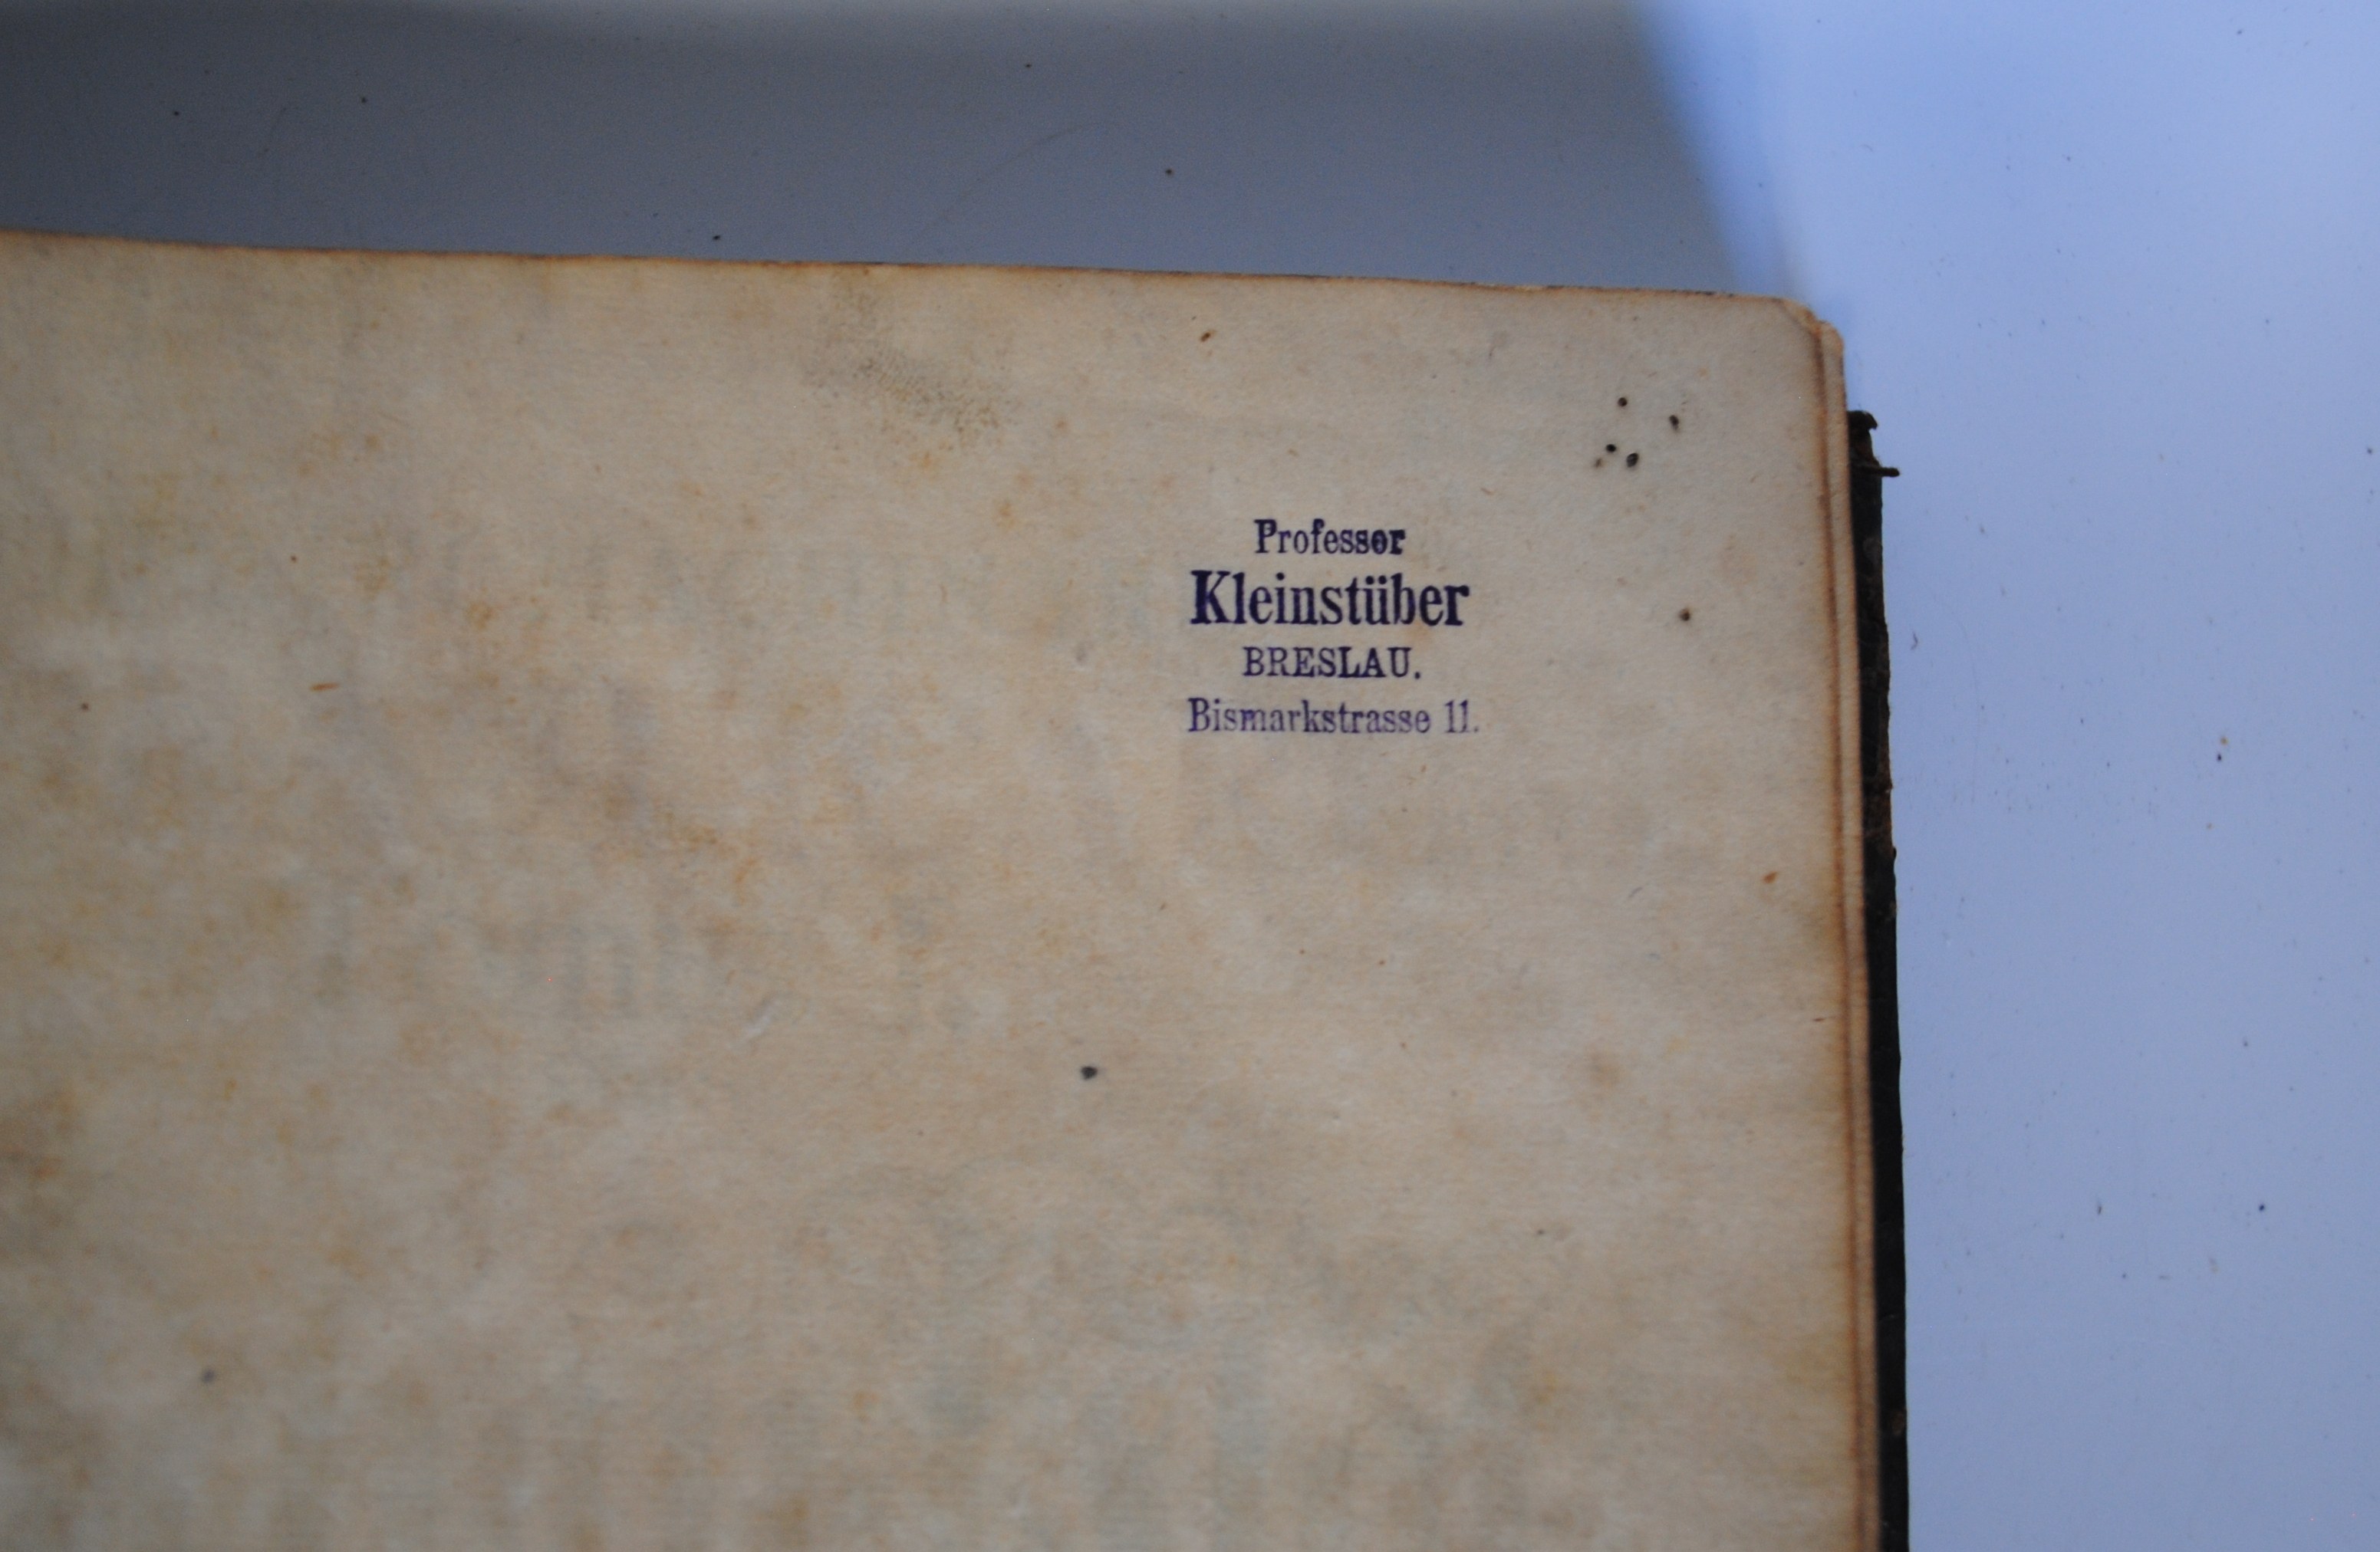 Professor
Kleinstüber
BRESLAU.
Bismarkstrasse 11.